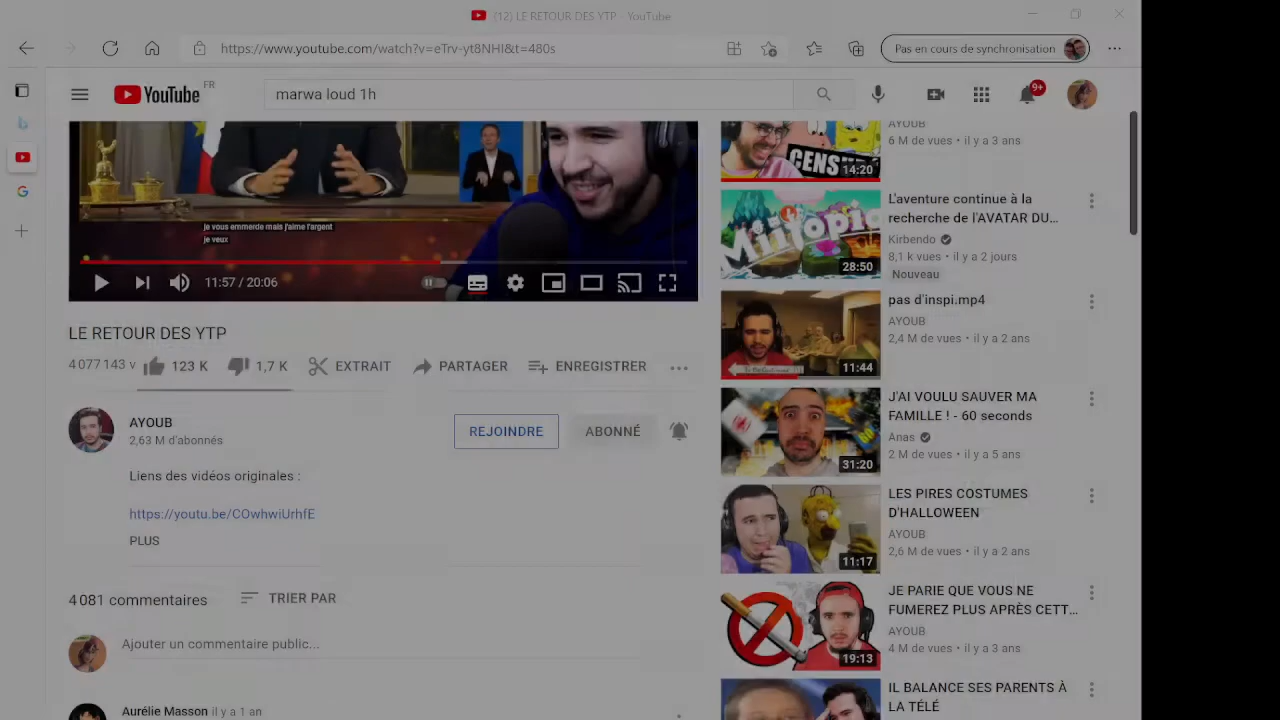 (12) LE RETOUR DES YTP - YouTube
https://www.youtube.com/watch?v=eTrv-yt8NHI&t=480s
Pas en cours de synchronisation
YouTube FR
marwa loud 1h
9+
je vous emmerde mais j'aime l'argent
je veux
11:57 / 20:06
LE RETOUR DES YTP
4 077 143 v
123 K
1,7 K
EXTRAIT
PARTAGER
ENREGISTRER
AYOUB
2,63 M d'abonnés
REJOINDRE
ABONNÉ
Liens des vidéos originales :
https://youtu.be/COwhwiUrhfE
PLUS
4 081 commentaires
TRIER PAR
Ajouter un commentaire public...
Aurélie Masson il y a 1 an
14:20
AYOUB
6 M de vues • il y a 3 ans
Miitopia
28:50
L'aventure continue à la
recherche de l'AVATAR DU...
Kirbendo
8,1 k vues • il y a 2 jours
Nouveau
11:44
pas d'inspi.mp4
AYOUB
2,4 M de vues • il y a 2 ans
31:20
J'AI VOULU SAUVER MA
FAMILLE ! - 60 seconds
Anas
2 M de vues • il y a 5 ans
11:17
LES PIRES COSTUMES
D'HALLOWEEN
AYOUB
2,6 M de vues • il y a 2 ans
19:13
JE PARIE QUE VOUS NE
FUMEREZ PLUS APRÈS CETT...
AYOUB
4 M de vues • il y a 3 ans
IL BALANCE SES PARENTS À
LA TÉLÉ